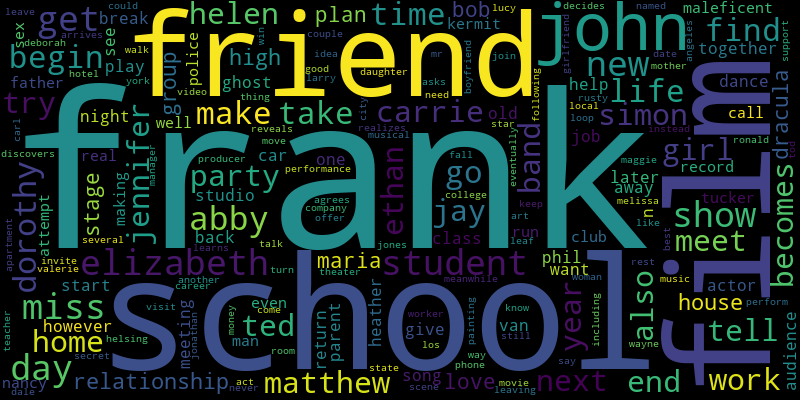 frank
school
friend
film
john
find
new
life
simon
girl
show
meet
becomes
dracula
maleficent
together
dance
call
tucker
record
later
away
house
actor
tell
also
work
end
next
year
audience
perform
helen
plan
time
bob
kermit
break
get
begin
father
try
night
real
discovers
dorothy
attempt
stage
making
jennifer
group
high
ghost
police
sex
see
play
hotel
make
take
carrie
old
well
car
one
party
studio
abby
back
ethan
go
jay
class
run
band
job
help
club
phil
want
van
student
maria
elizabeth
miss
home
however
day
start
ted
man
even
meeting
return
parent
heather
give
song
love
matthew
relationship
nancy
dale
secret
helsing
visit
career
another
learns
several
invite
valerie
apartment
teacher
leave
deborah
arrives
walk
york
could
lucy
decides
named
girlfriend
date
mother
angeles
support
couple
mr
join
idea
asks
good
larry
need
daughter
win
video
thing
boyfriend
following
star
city
reveals
move
realizes
musical
local
rusty
loop
instead
ronald
maggie
melissa
like
n
art
leaf
keep
college
fall
eventually
producer
performance
agrees
company
offer
manager
carl
jones
talk
turn
theater
come
room
money
jonathan
act
never
state
los
worker
scene
movie
leaving
way
phone
painting
know
still
meanwhile
woman
say
including
wayne
rest
best
music
ted